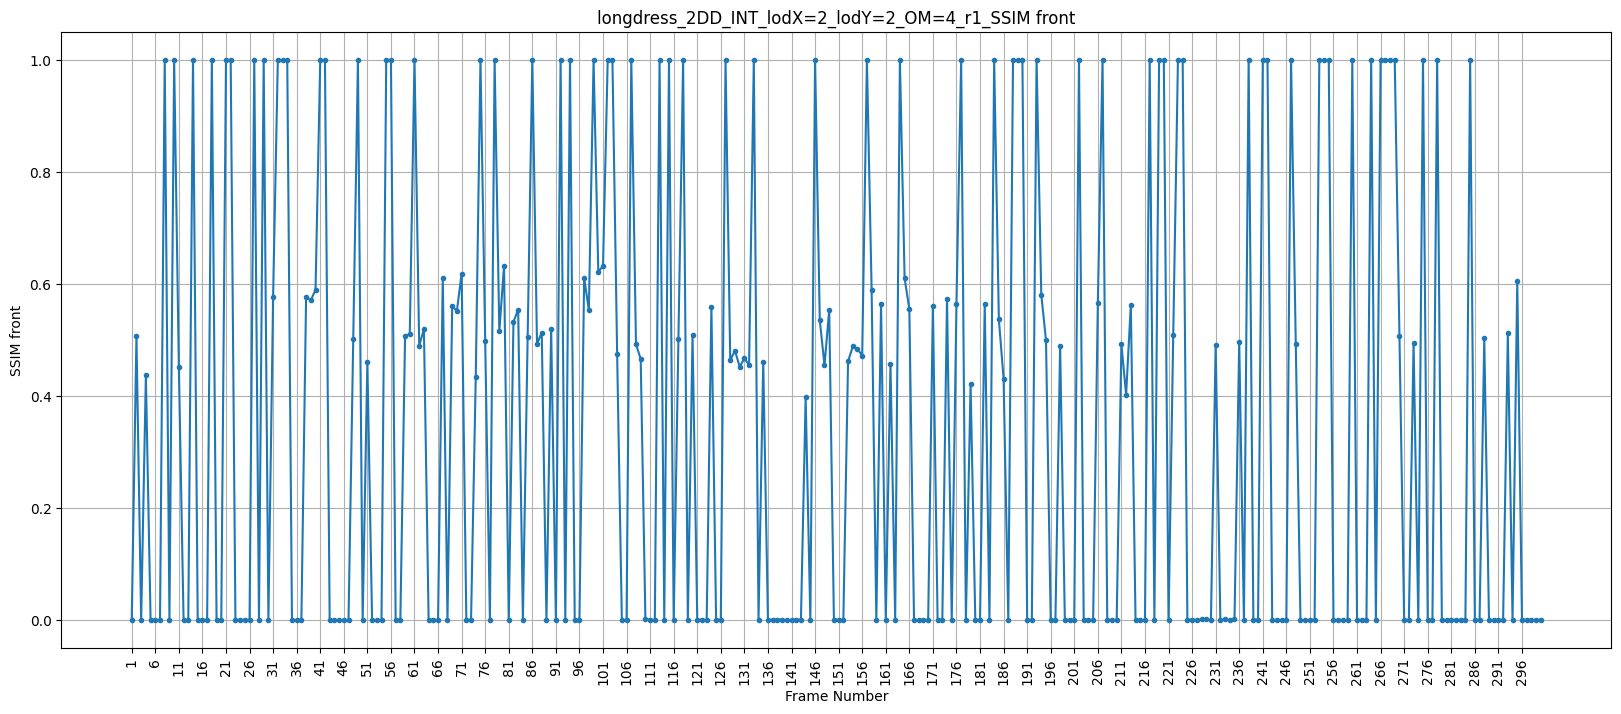 longdress_2DD_INT_lodX=2_lodY=2_OM=4_r1_SSIM front
SSIM front
1.0
0.8
0.6
0.4
0.2
0.0
1 6 11 16 21 26 31 36 41 46 51 56 61 66 71 76 81 86 91 96 101 106 111 116 121 126 131 136 141 146 151 156 161 166 171 176 181 186 191 196 201 206 211 216 221 226 231 236 241 246 251 256 261 266 271 276 281 286 291 296
Frame Number